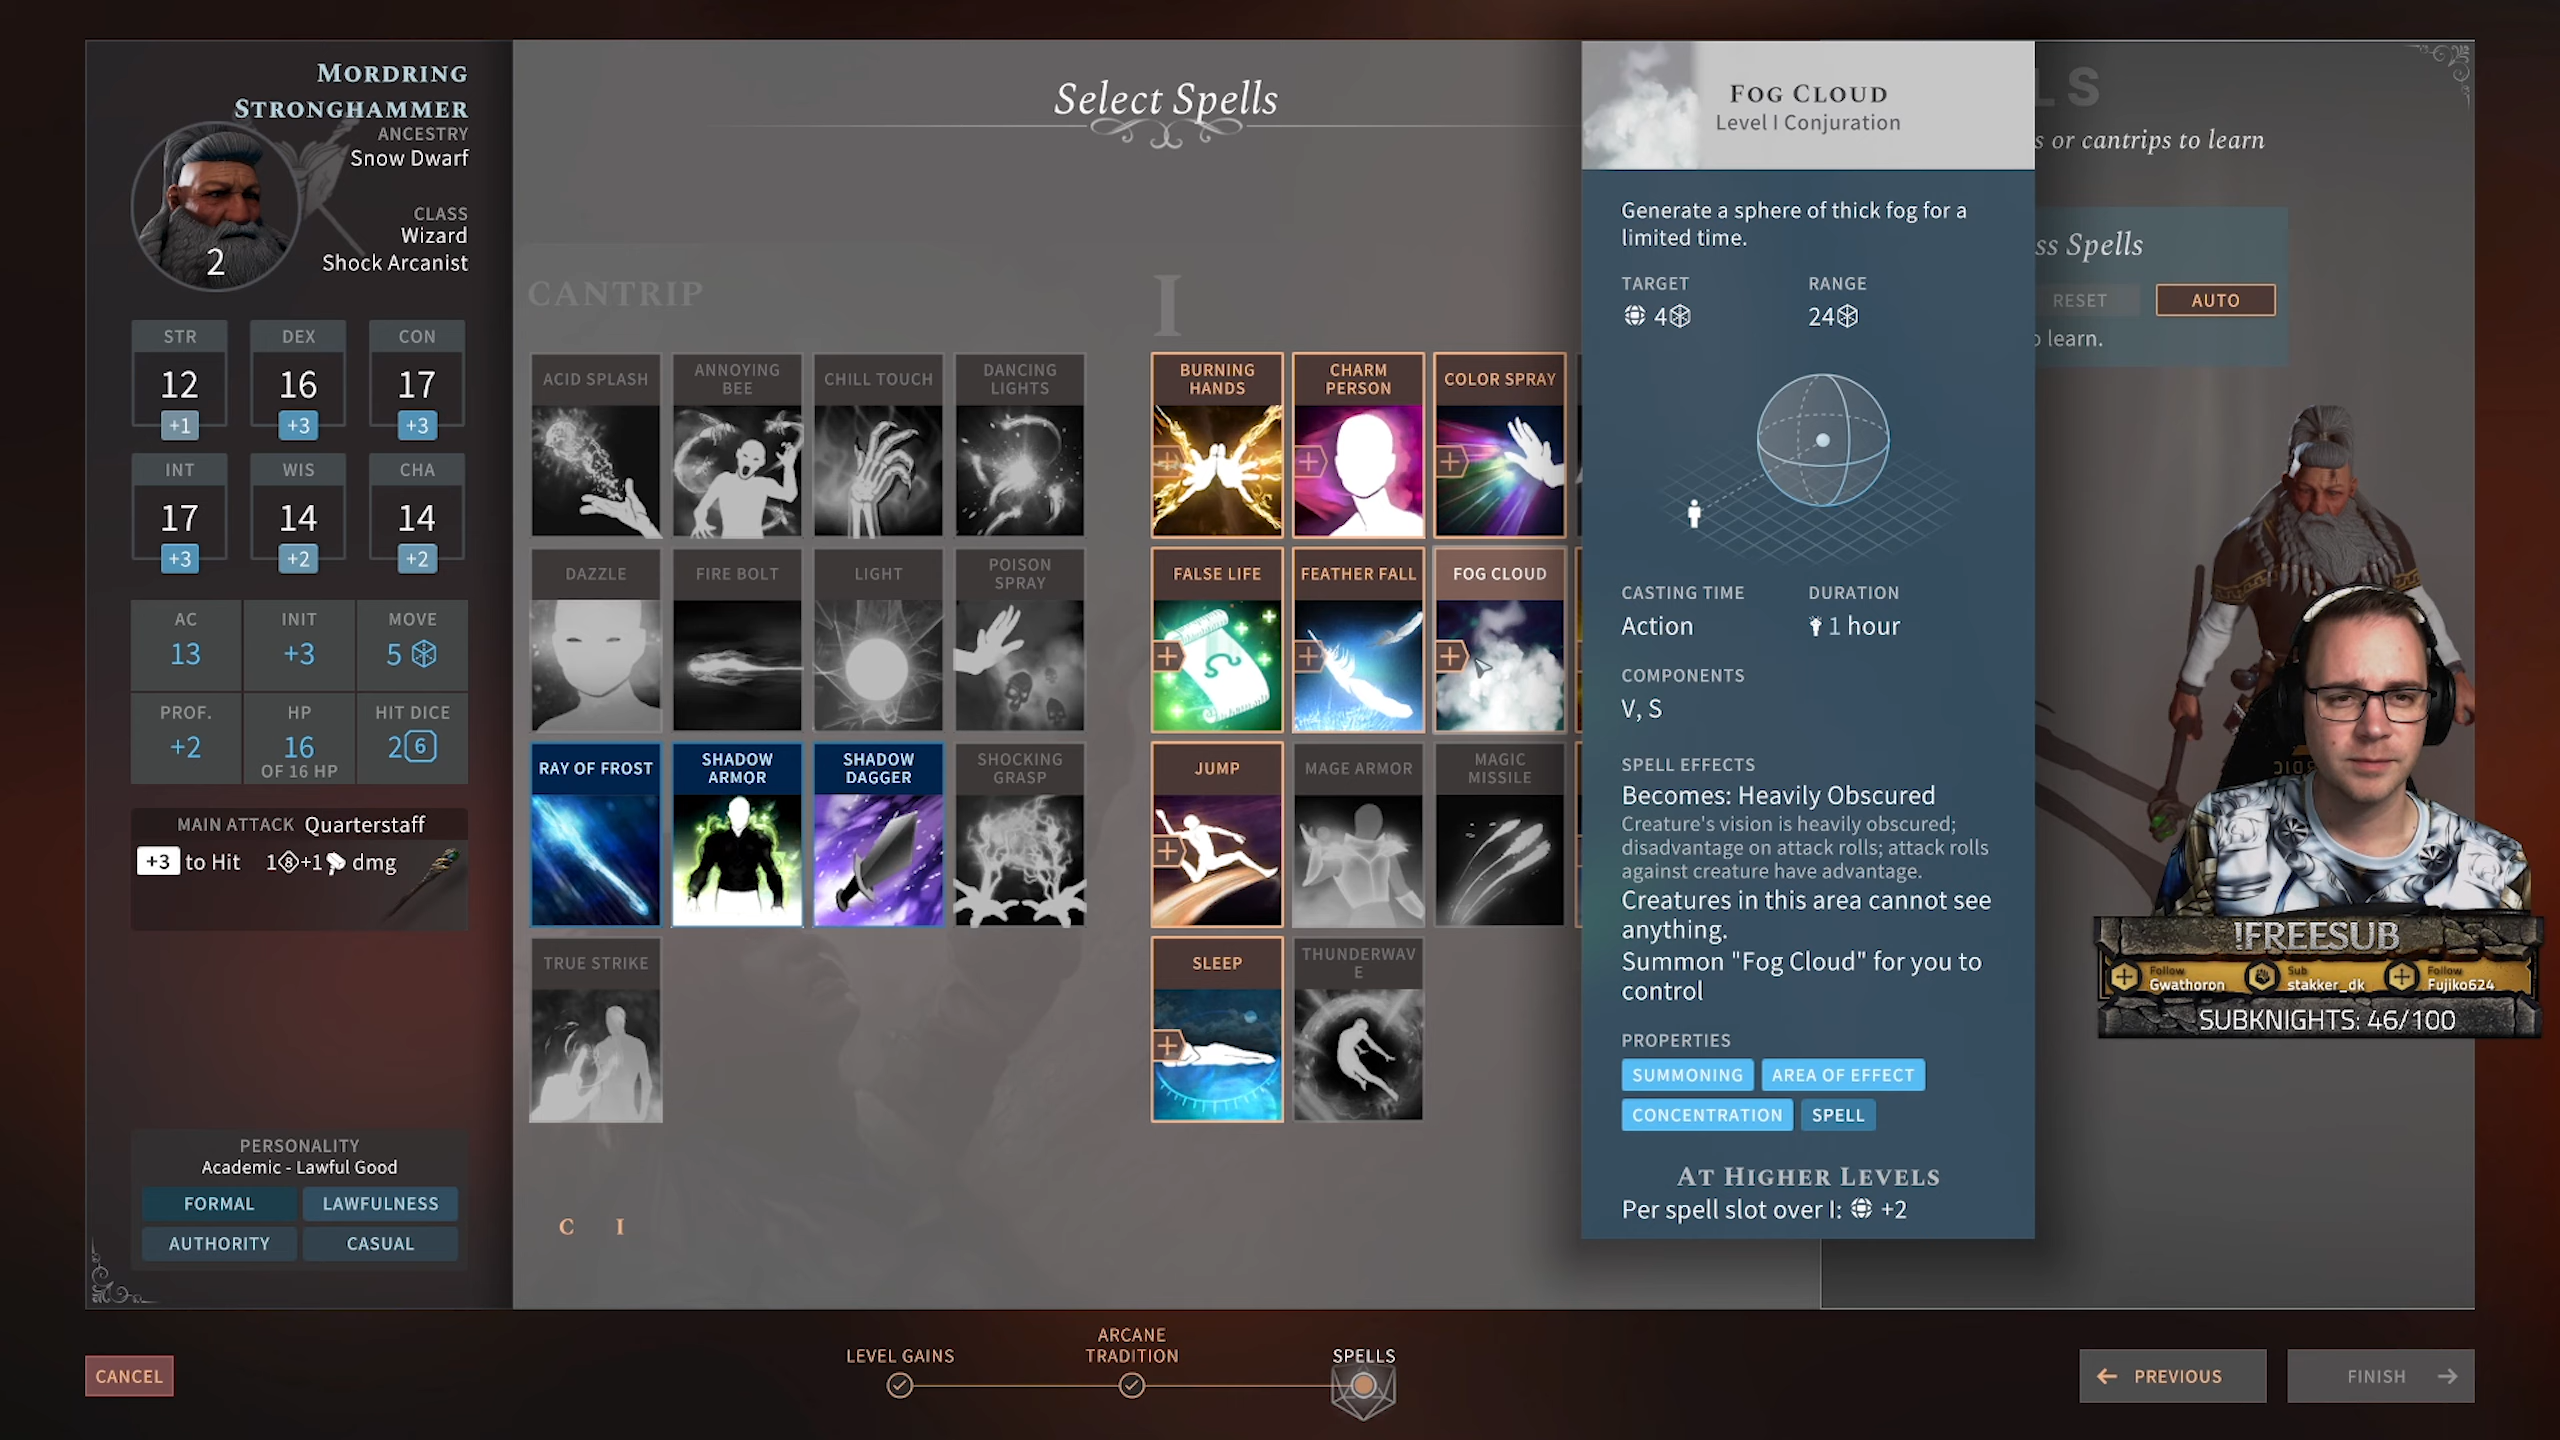 MORDRING
STRONGHAMMER
ANCESTRY
Snow Dwarf
CLASS
Wizard
Shock Arcanist
2
STR
DEX
CON
12
16
17
+1
+3
+3
INT
WIS
CHA
17
14
14
+3
+2
+2
AC
INIT
MOVE
13
+3
5
PROF.
HP
HIT DICE
+2
16
2 6
OF 16 HP
MAIN ATTACK Quarterstaff
+3 to Hit 1 8 +1 dmg
PERSONALITY
Academic - Lawful Good
FORMAL
LAWFULNESS
AUTHORITY
CASUAL
Select Spells
CANTRIP
I
ACID SPLASH
ANNOYING
BEE
CHILL TOUCH
DANCING
LIGHTS
BURNING
HANDS
CHARM
PERSON
COLOR SPRAY
DAZZLE
FIRE BOLT
LIGHT
POISON
SPRAY
FALSE LIFE
FEATHER FALL
FOG CLOUD
RAY OF FROST
SHADOW
ARMOR
SHADOW
DAGGER
SHOCKING
GRASP
JUMP
MAGE ARMOR
MAGIC
MISSILE
TRUE STRIKE
SLEEP
THUNDERWAV
E
C I
FOG CLOUD
Level I Conjuration
Generate a sphere of thick fog for a
limited time.
TARGET
RANGE
4
24
CASTING TIME
DURATION
Action
1 hour
COMPONENTS
V, S
SPELL EFFECTS
Becomes: Heavily Obscured
Creature's vision is heavily obscured;
disadvantage on attack rolls; attack rolls
against creature have advantage.
Creatures in this area cannot see
anything.
Summon "Fog Cloud" for you to
control
PROPERTIES
SUMMONING
AREA OF EFFECT
CONCENTRATION
SPELL
AT HIGHER LEVELS
Per spell slot over I: +2
LS
s or cantrips to learn
ss Spells
RESET
AUTO
o learn.
!FREESUB
Follow
Gwathoron
Sub
stakker_dk
Follow
Fujiko624
SUBKNIGHTS: 46/100
CANCEL
LEVEL GAINS
ARCANE
TRADITION
SPELLS
PREVIOUS
FINISH